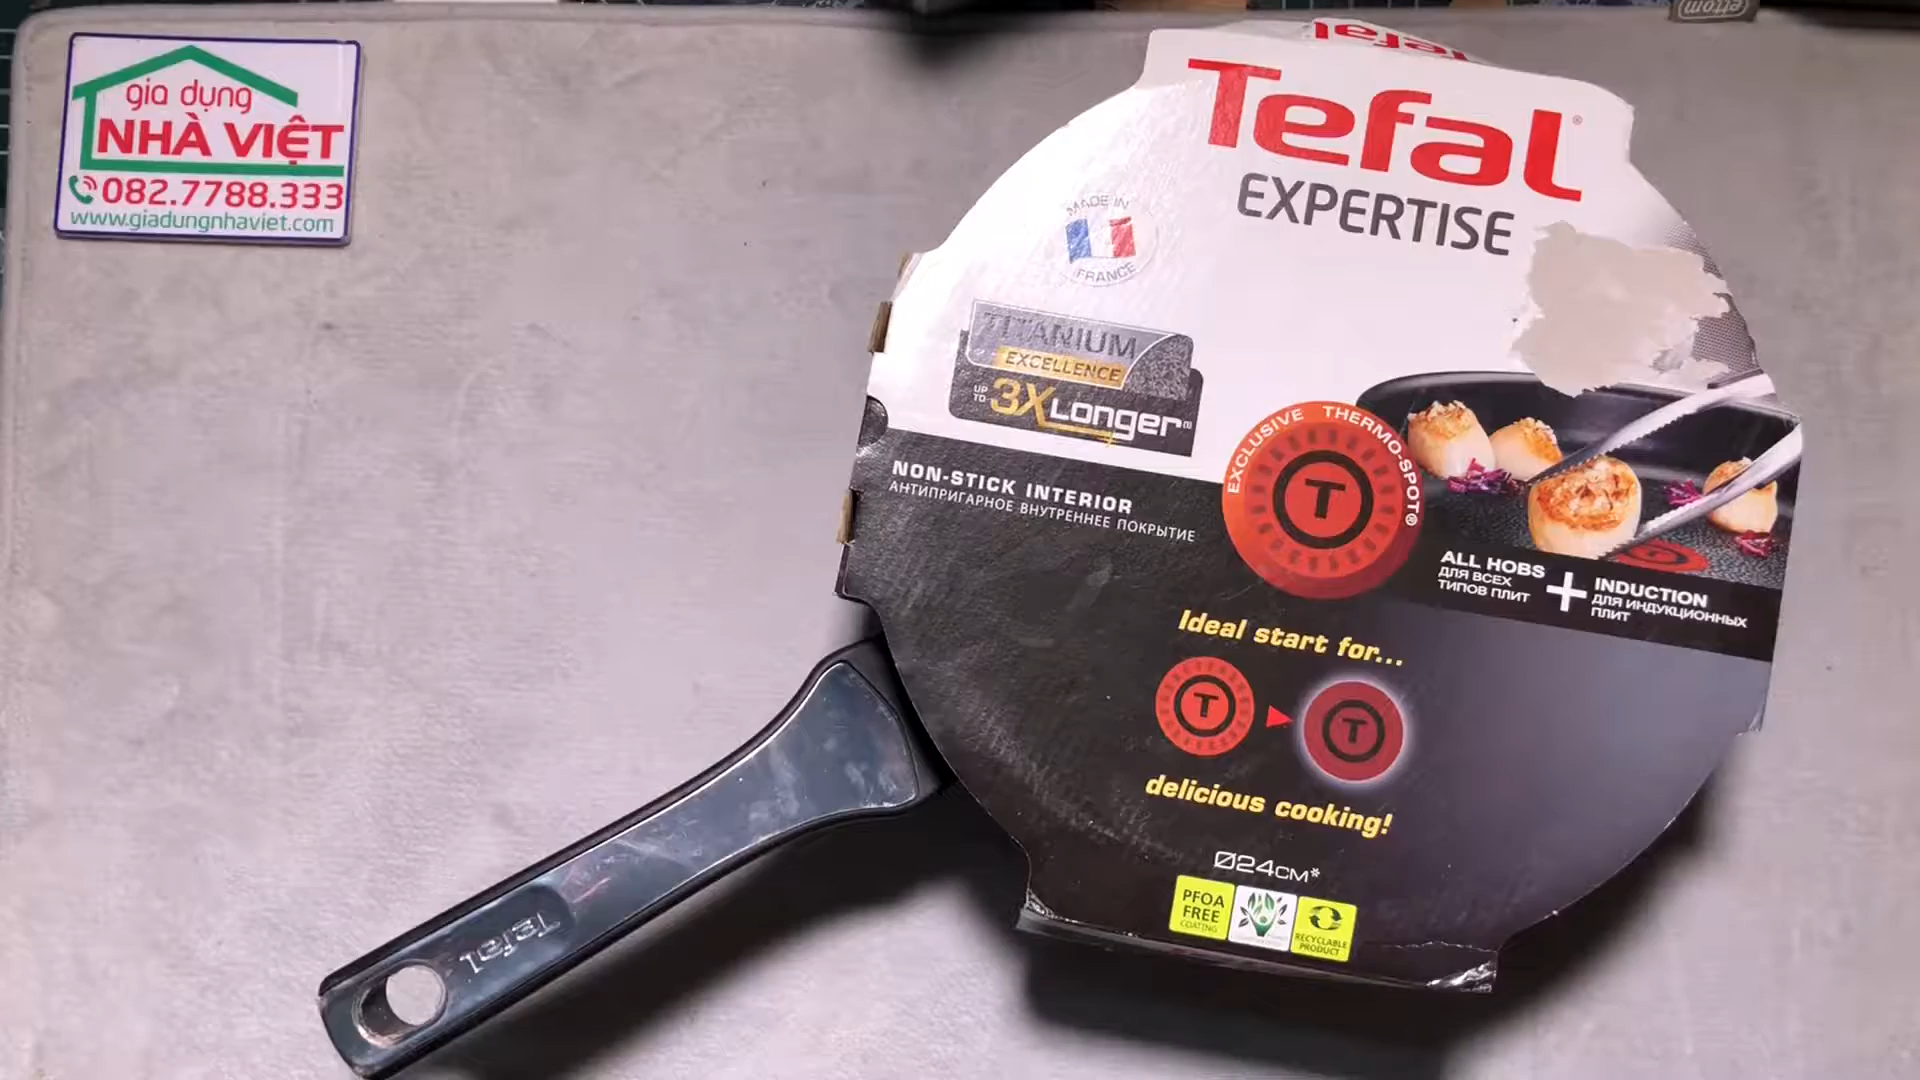 gia dụng
NHÀ VIỆT
082.7788.333
www.giadungnhaviet.com
ettom
Tefal
Tefal®
EXPERTISE
MADE IN
FRANCE
TITANIUM
EXCELLENCE
UP TO 3X Longer
NON-STICK INTERIOR
АНТИПРИГАРНОЕ ВНУТРЕННЕЕ ПОКРЫТИЕ
EXCLUSIVE THERMO-SPOT®
T
ALL HOBS
ДЛЯ ВСЕХ
ТИПОВ ПЛИТ
+
INDUCTION
ДЛЯ ИНДУКЦИОННЫХ
ПЛИТ
Ideal start for...
T
T
delicious cooking!
Ø24CM*
PFOA
FREE
COATING
RECYCLABLE
PRODUCT
Tefal